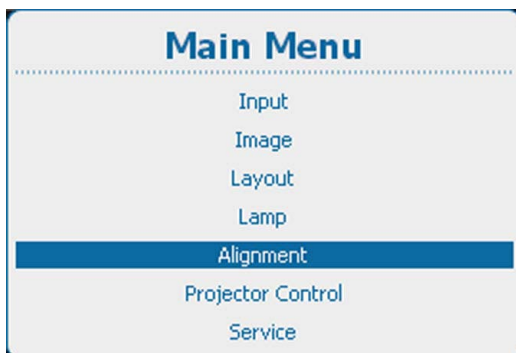 Main Menu
Input
Image
Layout
Lamp
Alignment
Projector Control
Service